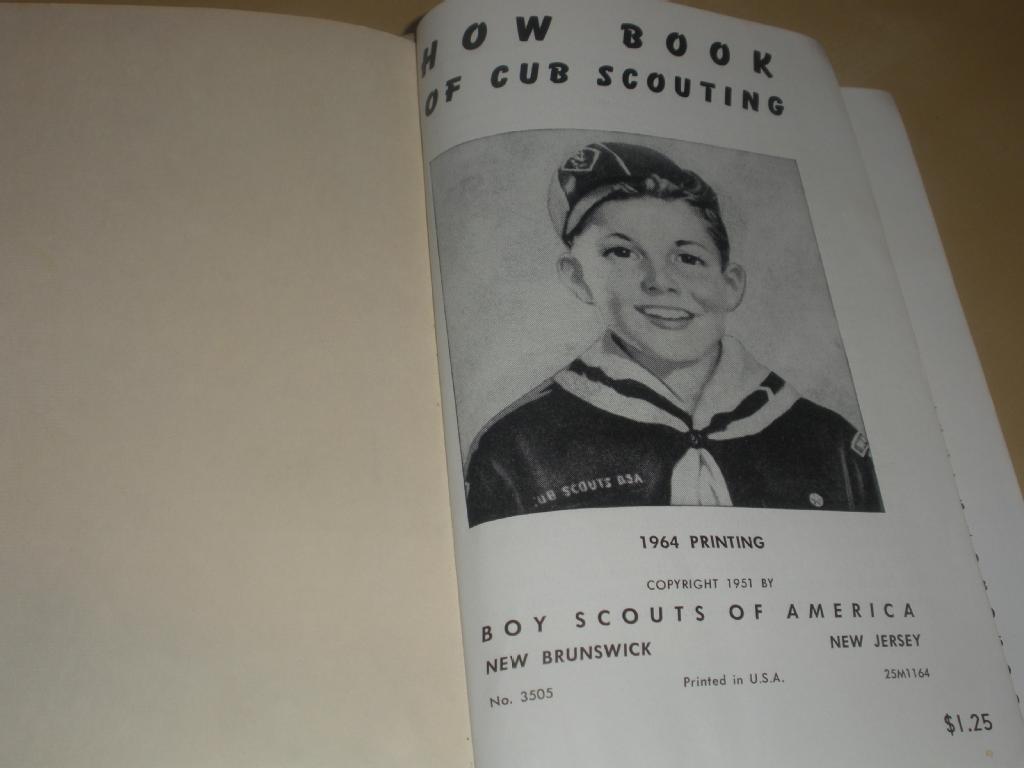 HOW BOOK
OF CUB SCOUTING
CUB SCOUTS BSA
1964 PRINTING
COPYRIGHT 1951 BY
BOY SCOUTS OF AMERICA
NEW BRUNSWICK NEW JERSEY
No. 3505 Printed in U.S.A. 25M1164
$1.25